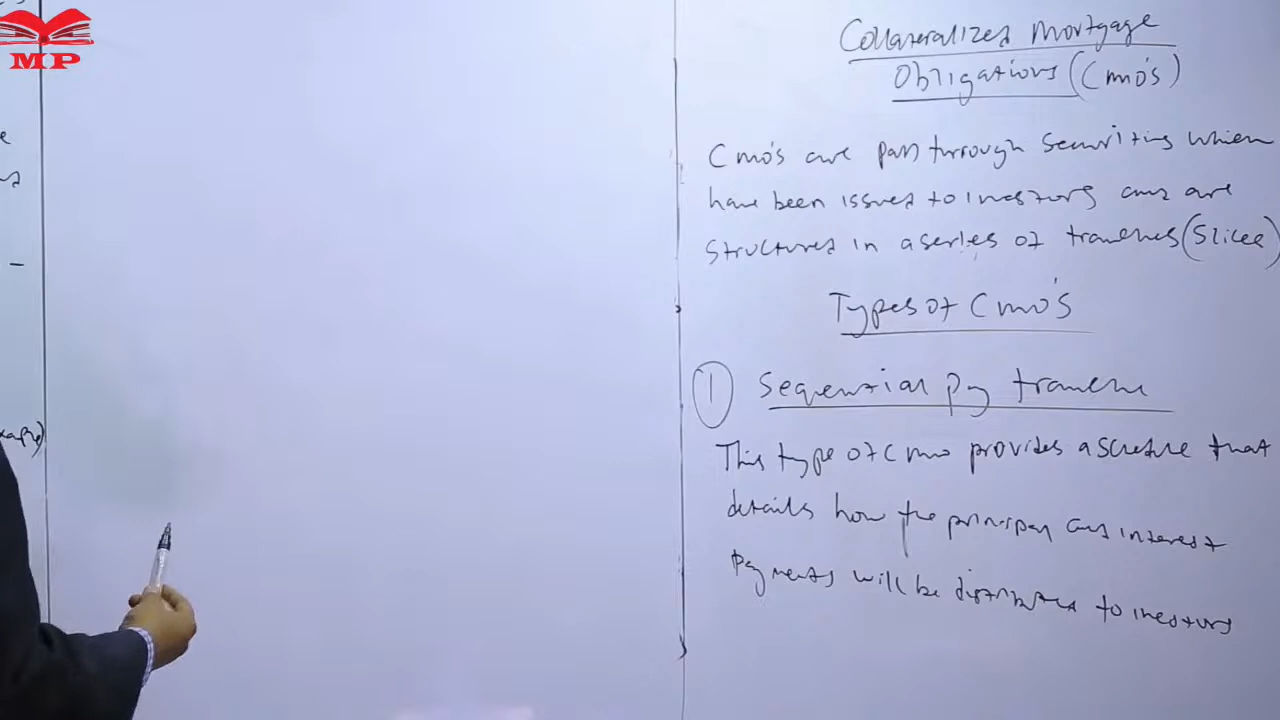 MP
Collateralized Mortgage
Obligations (CMO's)
CMO's are pass through securities which
have been issued to investors and are
structured in a series of tranches (slice
Types of CMO's
1 Sequential pay tranche
This type of CMO provides a schedule that
details how the principal and interest
payments will be distributed to investors